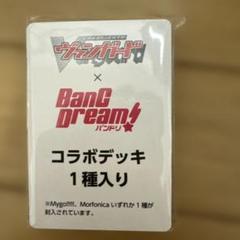 ヴァンガード
×
BanG
Dream!
バンドリ
コラボデッキ
1種入り
※Mygo!!!!!、Morfonica いずれか 1 種が
封入されています。